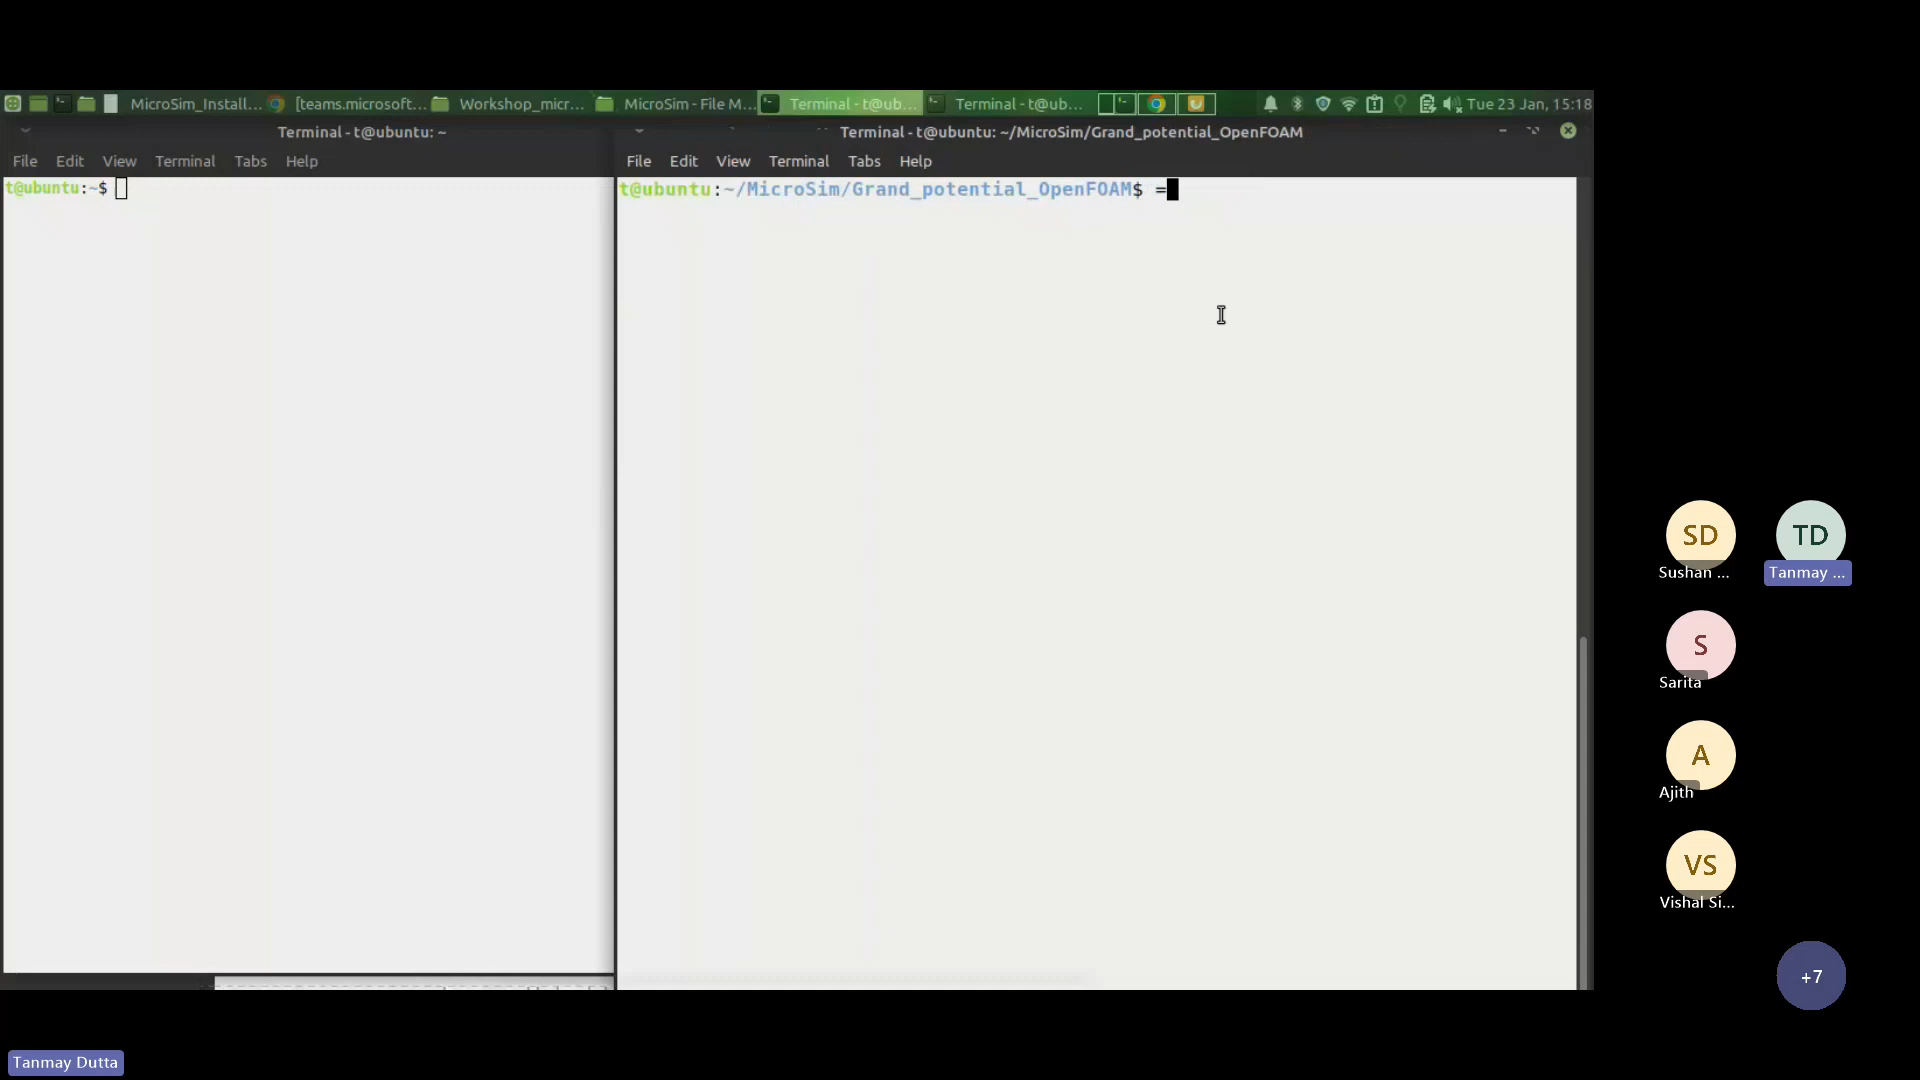 MicroSim_Install... [teams.microsoft... Workshop_micr... MicroSim - File M... Terminal - t@ub... Terminal - t@ub... Tue 23 Jan, 15:18
Terminal - t@ubuntu: ~
File Edit View Terminal Tabs Help
t@ubuntu:~$
Terminal - t@ubuntu: ~/MicroSim/Grand_potential_OpenFOAM
File Edit View Terminal Tabs Help
t@ubuntu:~/MicroSim/Grand_potential_OpenFOAM$ =
SD
Sushan ...
TD
Tanmay ...
S
Sarita
A
Ajith
VS
Vishal Si...
+7
Tanmay Dutta